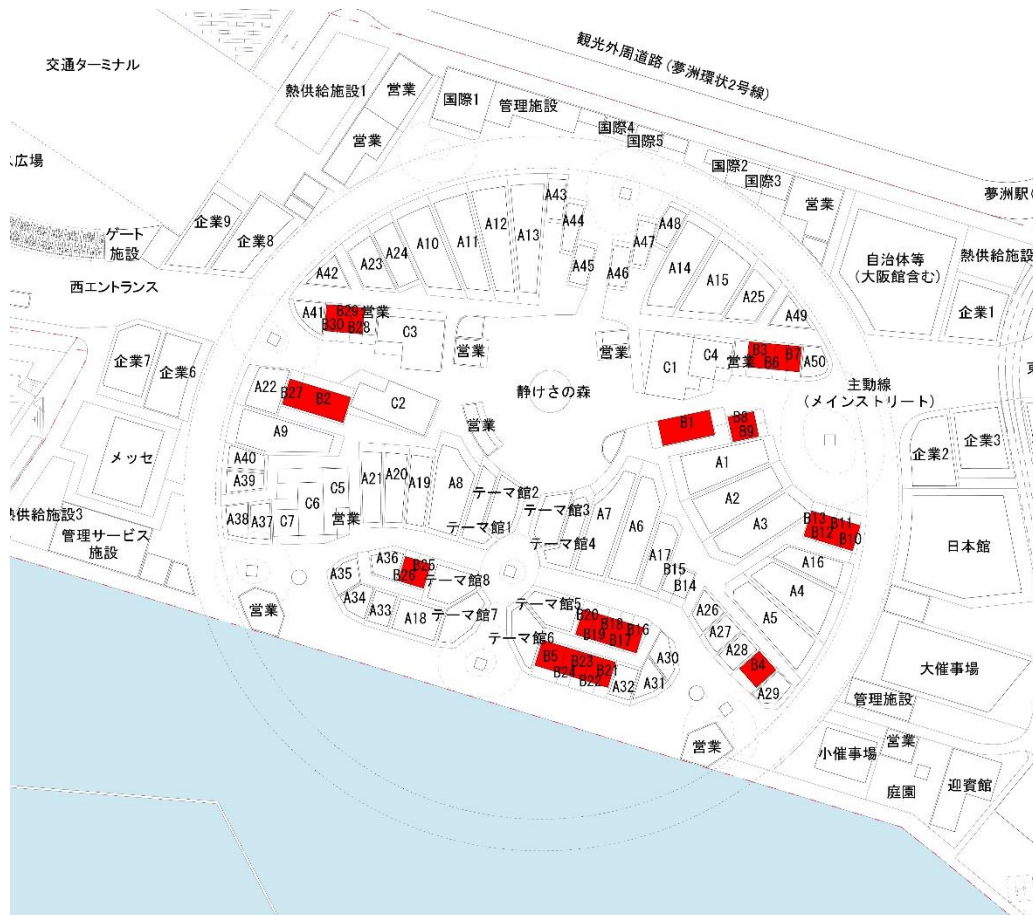 観光外周道路(夢洲環状2号線)
交通ターミナル
熱供給施設1
営業
国際1
管理施設
国際4
国際5
国際2
国際3
営業
営業
夢洲駅(
広場
企業9
企業8
ゲート
施設
西エントランス
自治体等
(大阪館含む)
熱供給施設
企業1
A43
A44
A45
A46
A47
A48
A12
A13
A11
A10
A24
A23
A42
A14
A15
A25
A49
A41
B29
B30
B28
営業
C3
営業
営業
C1
C4
営業
B3
B6
B7
A50
企業7
企業6
A22
B27
B2
C2
静けさの森
主動線
(メインストリート)
営業
B1
B8
B9
企業2
企業3
メッセ
A9
A40
A39
A38
A37
C7
C6
C5
営業
A21
A20
A19
A8
テーマ館2
テーマ館1
テーマ館3
テーマ館4
A7
A6
A17
B15
B14
A1
A2
A3
B13
B11
B12
B10
A16
A4
A5
日本館
熱供給施設3
管理サービス
施設
A36
A35
A34
A33
A18
B25
B26
テーマ館8
テーマ館7
テーマ館5
テーマ館6
B20
B18
B16
B19
B17
B5
B23
B21
B24
B22
A30
A31
A32
A26
A27
A28
B4
A29
営業
営業
大催事場
管理施設
営業
小催事場
庭園
迎賓館